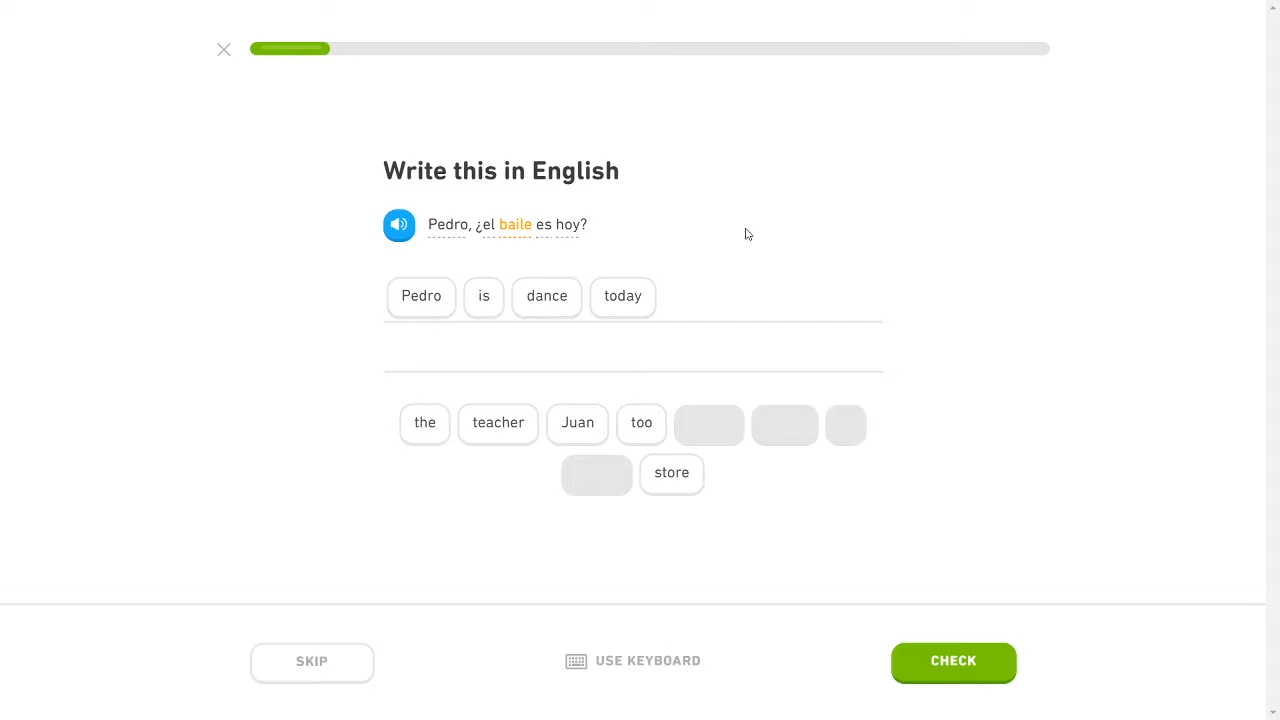 Write this in English
Pedro, ¿el baile es hoy?
Pedro is dance today
the teacher Juan too
store
SKIP USE KEYBOARD CHECK